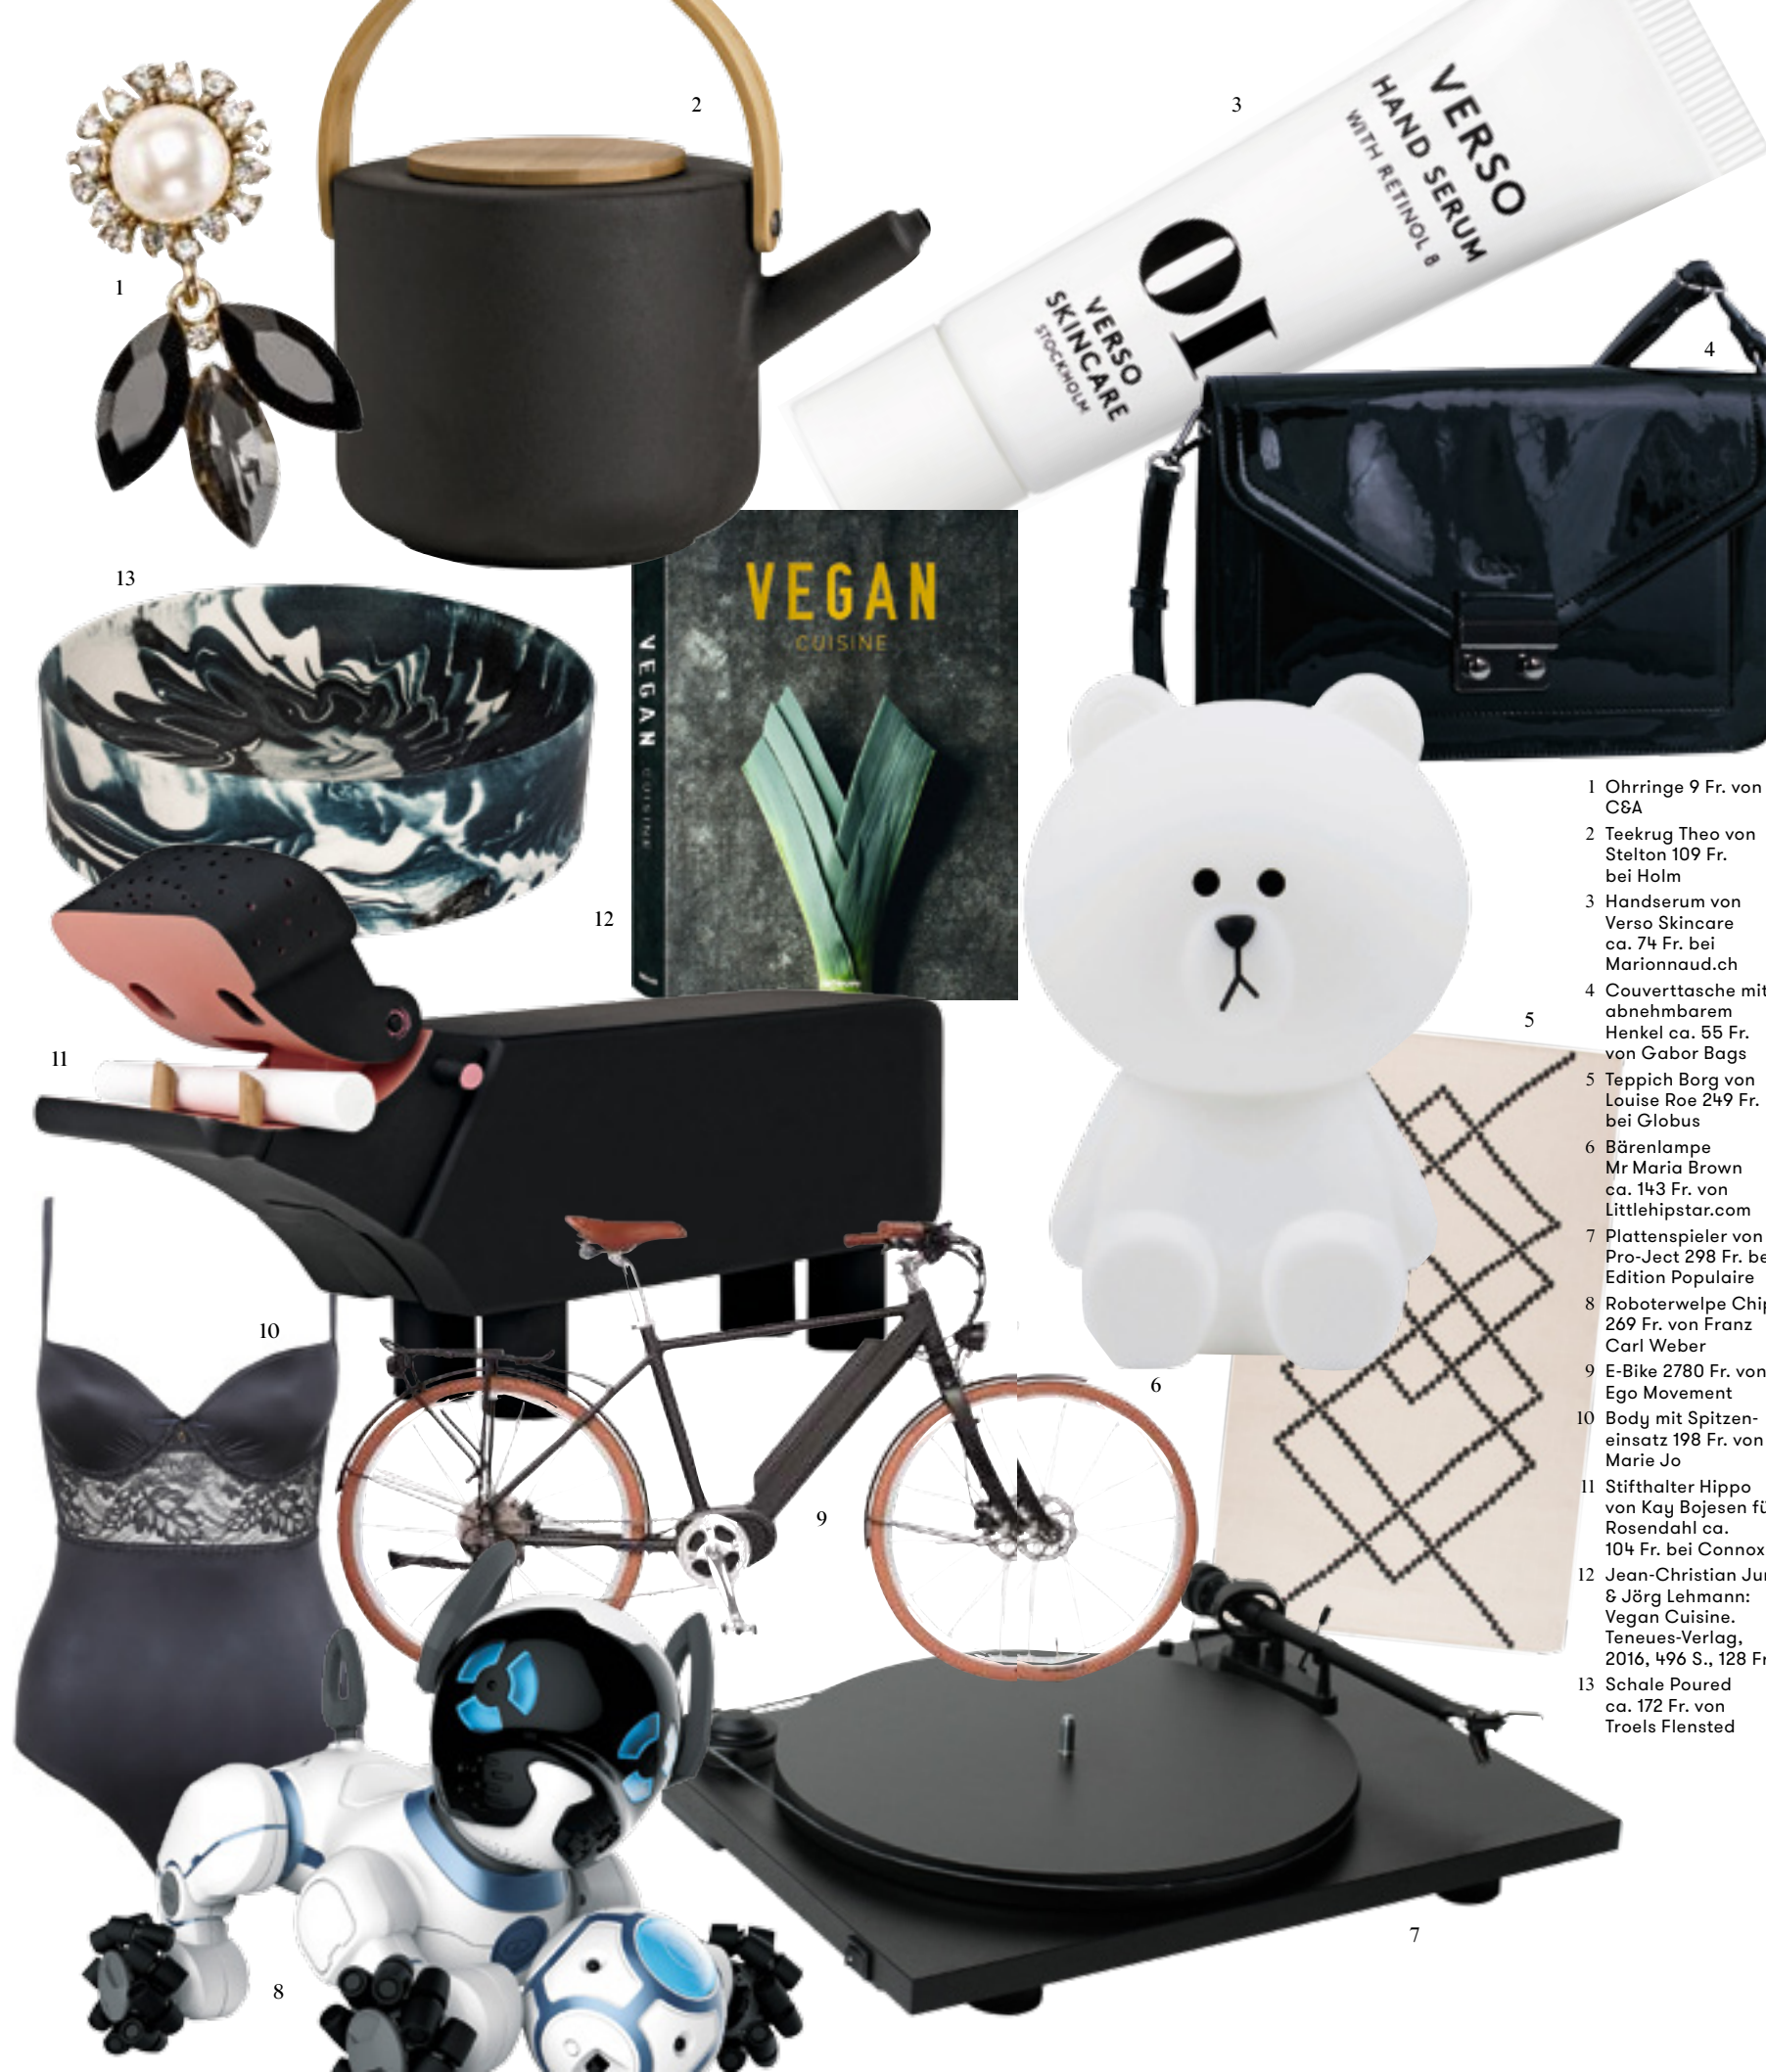 1
2
3
VERSO
HAND SERUM
WITH RETINOL 8
01
VERSO
SKINCARE
STOCKHOLM
4
13
VEGAN
CUISINE
VEGAN CUISINE
12
11
5
10
6
9
8
7
1 Ohrringe 9 Fr. von
C&A
2 Teekrug Theo von
Stelton 109 Fr.
bei Holm
3 Handserum von
Verso Skincare
ca. 74 Fr. bei
Marionnaud.ch
4 Couverttasche mit
abnehmbarem
Henkel ca. 55 Fr.
von Gabor Bags
5 Teppich Borg von
Louise Roe 249 Fr.
bei Globus
6 Bärenlampe
Mr Maria Brown
ca. 143 Fr. von
Littlehipstar.com
7 Plattenspieler von
Pro-Ject 298 Fr. be
Edition Populaire
8 Roboterwelpe Chip
269 Fr. von Franz
Carl Weber
9 E-Bike 2780 Fr. von
Ego Movement
10 Body mit Spitzen-
einsatz 198 Fr. von
Marie Jo
11 Stifthalter Hippo
von Kay Bojesen fü
Rosendahl ca.
104 Fr. bei Connox
12 Jean-Christian Jur
& Jörg Lehmann:
Vegan Cuisine.
Teneues-Verlag,
2016, 496 S., 128 Fr
13 Schale Poured
ca. 172 Fr. von
Troels Flensted